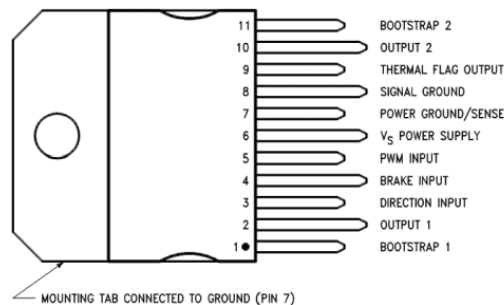 11 BOOTSTRAP 2
10 OUTPUT 2
9 THERMAL FLAG OUTPUT
8 SIGNAL GROUND
7 POWER GROUND/SENSE
6 VS POWER SUPPLY
5 PWM INPUT
4 BRAKE INPUT
3 DIRECTION INPUT
2 OUTPUT 1
1 BOOTSTRAP 1
MOUNTING TAB CONNECTED TO GROUND (PIN 7)